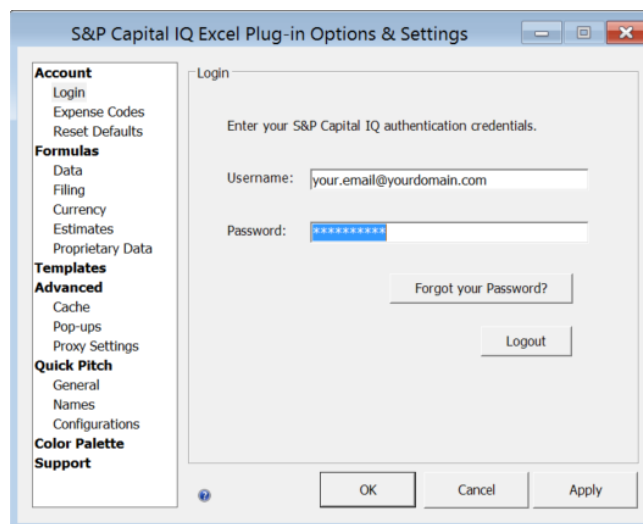 S&P Capital IQ Excel Plug-in Options & Settings
Account
Login
Expense Codes
Reset Defaults
Formulas
Data
Filing
Currency
Estimates
Proprietary Data
Templates
Advanced
Cache
Pop-ups
Proxy Settings
Quick Pitch
General
Names
Configurations
Color Palette
Support
Login
Enter your S&P Capital IQ authentication credentials.
Username: your.email@yourdomain.com
Password: **********
Forgot your Password?
Logout
? OK Cancel Apply